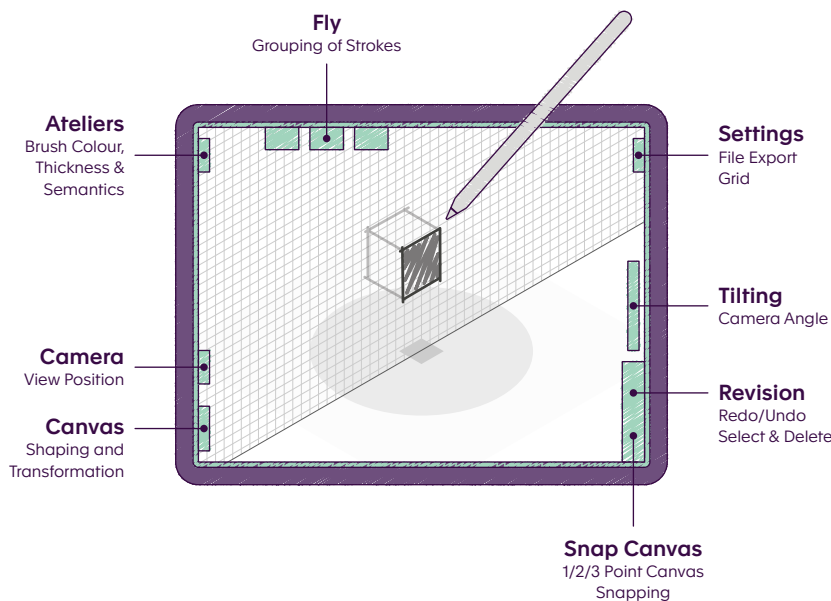 Fly
Grouping of Strokes
Ateliers
Brush Colour,
Thickness &
Semantics
Settings
File Export
Grid
Tilting
Camera Angle
Camera
View Position
Revision
Redo/Undo
Select & Delete
Canvas
Shaping and
Transformation
Snap Canvas
1/2/3 Point Canvas
Snapping